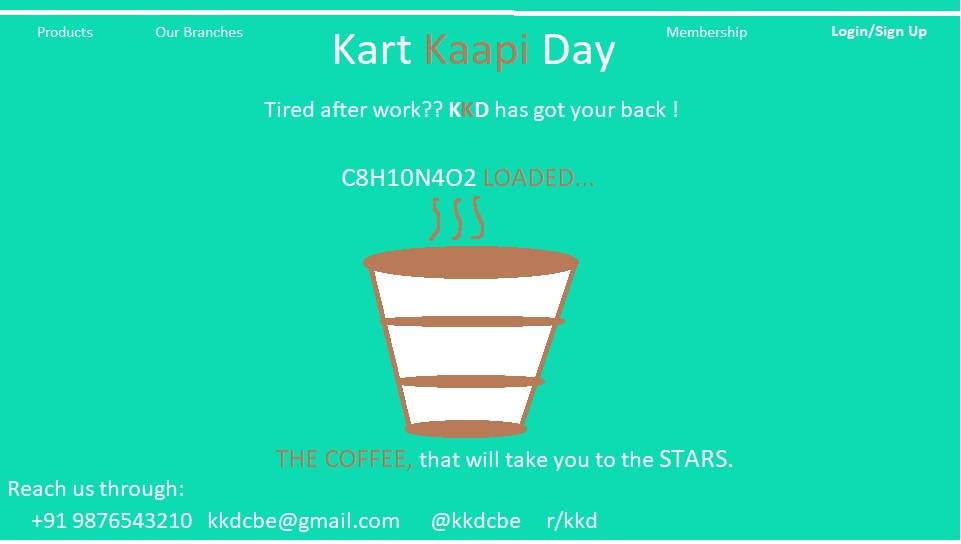 Products Our Branches Membership Login/Sign Up
Kart Kaapi Day
Tired after work?? KKD has got your back !
C8H10N4O2 LOADED...
THE COFFEE, that will take you to the STARS.
Reach us through:
+91 9876543210 kkdcbe@gmail.com @kkdcbe r/kkd